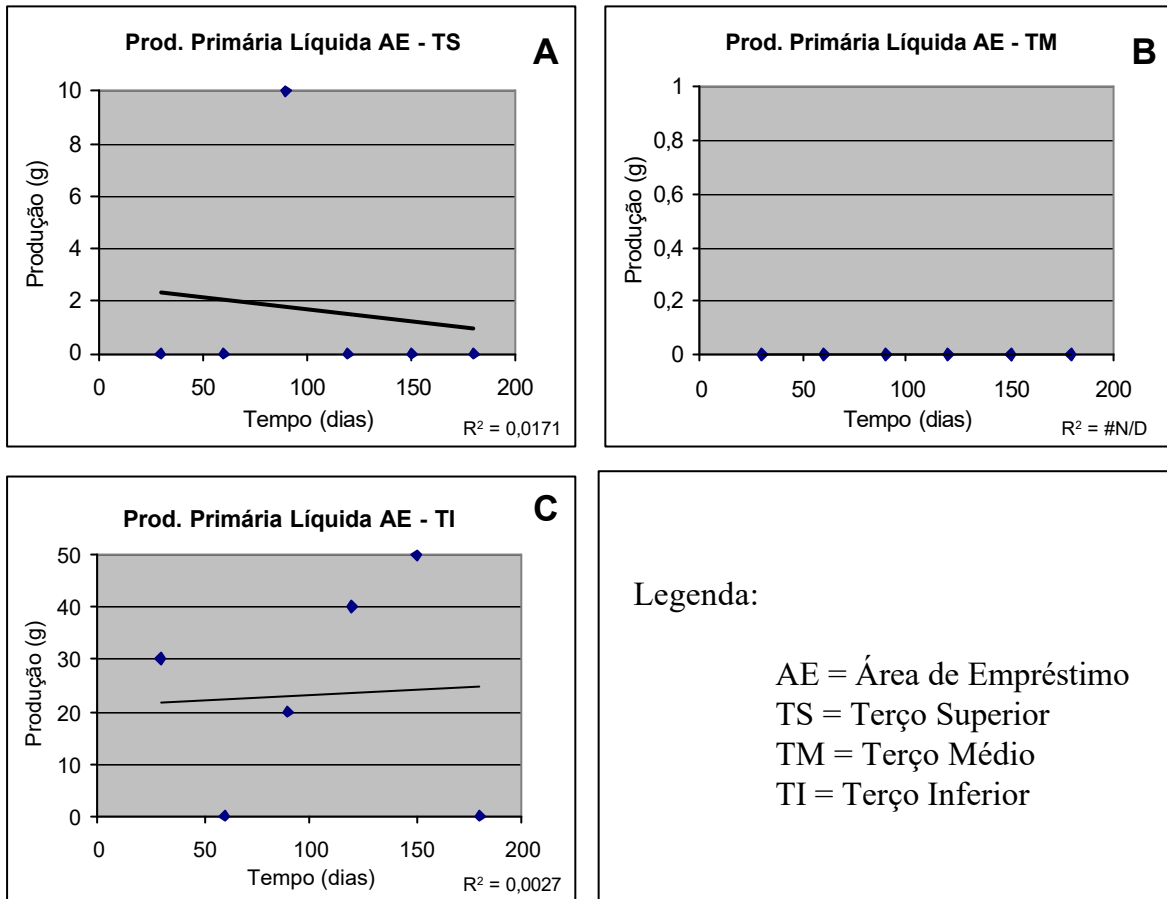 Prod. Primária Líquida AE - TS
A
Produção (g)
10
8
6
4
2
0
0 50 100 150 200
Tempo (dias)
R² = 0,0171
Prod. Primária Líquida AE - TM
B
Produção (g)
1
0,8
0,6
0,4
0,2
0
0 50 100 150 200
Tempo (dias)
R² = #N/D
Prod. Primária Líquida AE - TI
C
Produção (g)
50
40
30
20
10
0
0 50 100 150 200
Tempo (dias)
R² = 0,0027
Legenda:
AE = Área de Empréstimo
TS = Terço Superior
TM = Terço Médio
TI = Terço Inferior